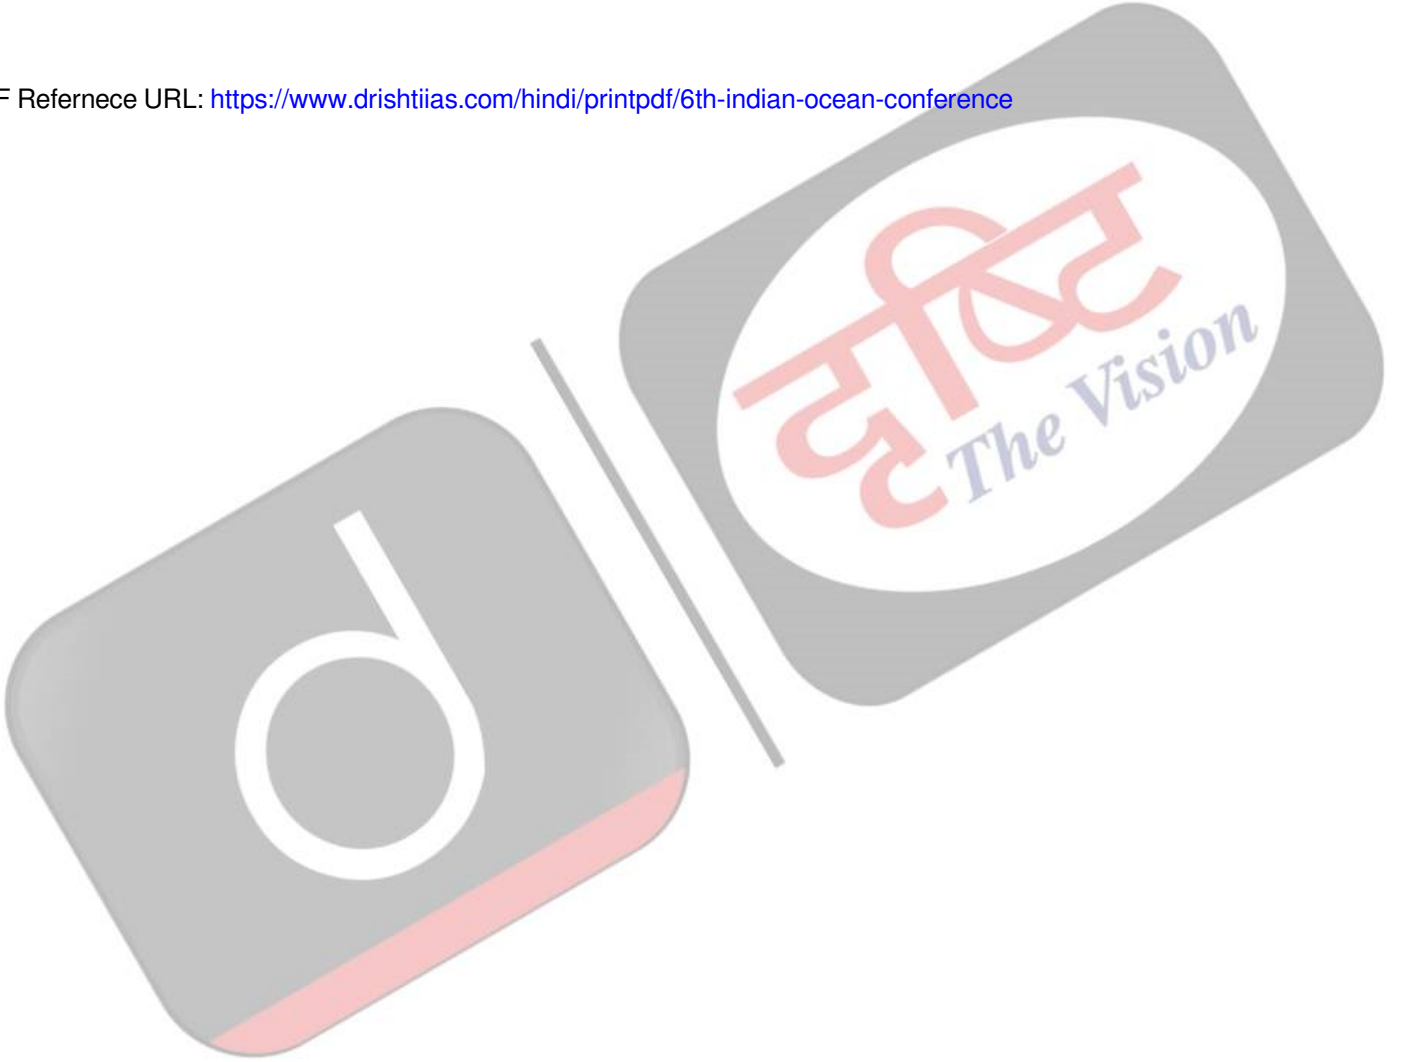 F Refernece URL: https://www.drishtiias.com/hindi/printpdf/6th-indian-ocean-conference
दृष्टि
The Vision
d